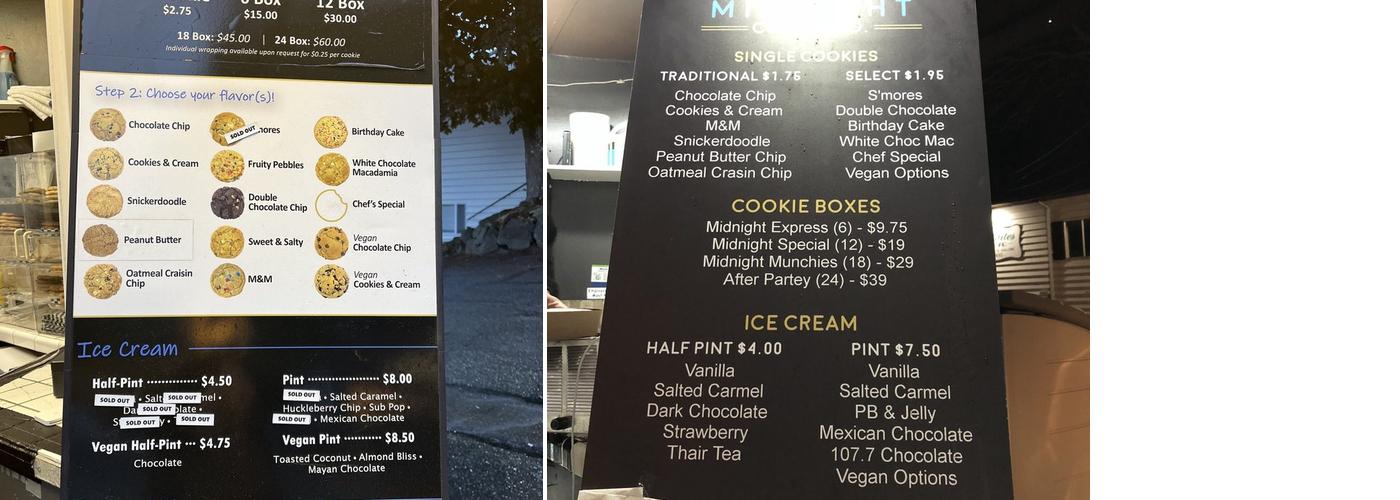 6 Box
12 Box
$2.75
$15.00
$30.00
18 Box: $45.00 | 24 Box: $60.00
Individual wrapping available upon request for $0.25 per cookie
Step 2: Choose your flavor(s)!
Chocolate Chip
SOLD OUT
Birthday Cake
Cookies & Cream
Fruity Pebbles
White Chocolate
Macadamia
Snickerdoodle
Double
Chocolate Chip
Chef's Special
Peanut Butter
Sweet & Salty
Vegan
Chocolate Chip
Oatmeal Craisin
Chip
M&M
Vegan
Cookies & Cream
Ice Cream
Half-Pint ·············· $4.50
SOLD OUT • SOLD OUT •
SOLD OUT •
SOLD OUT SOLD OUT
Vegan Half-Pint ··· $4.75
Chocolate
Pint ····················· $8.00
SOLD OUT • Salted Caramel •
Huckleberry Chip • Sub Pop •
SOLD OUT • Mexican Chocolate
Vegan Pint ··········· $8.50
Toasted Coconut • Almond Bliss •
Mayan Chocolate
SINGLE COOKIES
TRADITIONAL $1.75
Chocolate Chip
Cookies & Cream
M&M
Snickerdoodle
Peanut Butter Chip
Oatmeal Crasin Chip
SELECT $1.95
S'mores
Double Chocolate
Birthday Cake
White Choc Mac
Chef Special
Vegan Options
COOKIE BOXES
Midnight Express (6) - $9.75
Midnight Special (12) - $19
Midnight Munchies (18) - $29
After Partey (24) - $39
ICE CREAM
HALF PINT $4.00
Vanilla
Salted Carmel
Dark Chocolate
Strawberry
Thair Tea
PINT $7.50
Vanilla
Salted Carmel
PB & Jelly
Mexican Chocolate
107.7 Chocolate
Vegan Options